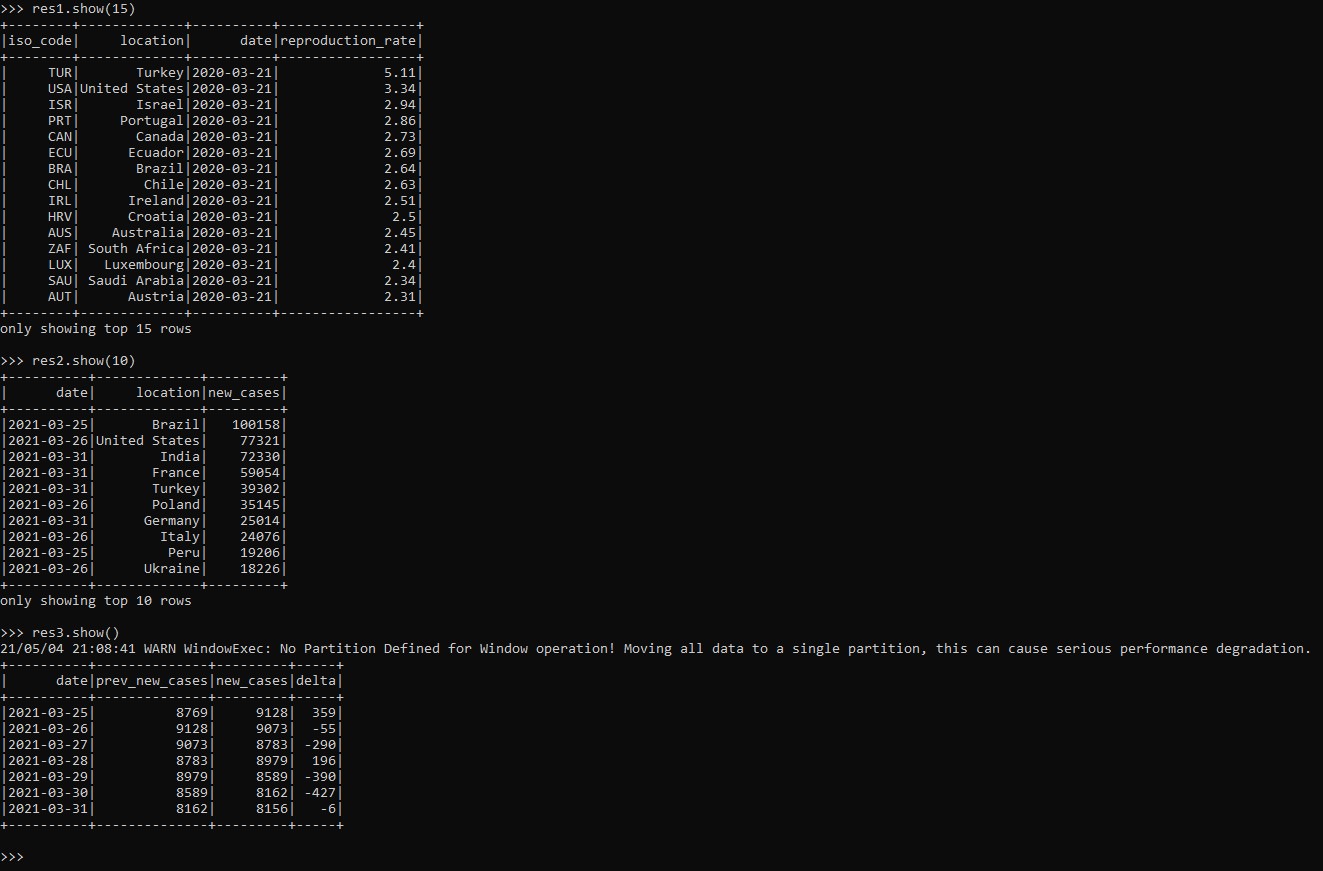 >>> res1.show(15)
+--------+-------------+----------+-----------------+
|iso_code|     location|      date|reproduction_rate|
+--------+-------------+----------+-----------------+
|     TUR|       Turkey|2020-03-21|             5.11|
|     USA|United States|2020-03-21|             3.34|
|     ISR|       Israel|2020-03-21|             2.94|
|     PRT|     Portugal|2020-03-21|             2.86|
|     CAN|       Canada|2020-03-21|             2.73|
|     ECU|      Ecuador|2020-03-21|             2.69|
|     BRA|       Brazil|2020-03-21|             2.64|
|     CHL|        Chile|2020-03-21|             2.63|
|     IRL|      Ireland|2020-03-21|             2.51|
|     HRV|      Croatia|2020-03-21|              2.5|
|     AUS|    Australia|2020-03-21|             2.45|
|     ZAF| South Africa|2020-03-21|             2.41|
|     LUX|   Luxembourg|2020-03-21|              2.4|
|     SAU| Saudi Arabia|2020-03-21|             2.34|
|     AUT|      Austria|2020-03-21|             2.31|
+--------+-------------+----------+-----------------+
only showing top 15 rows

>>> res2.show(10)
+----------+-------------+---------+
|      date|     location|new_cases|
+----------+-------------+---------+
|2021-03-25|       Brazil|   100158|
|2021-03-26|United States|    77321|
|2021-03-31|        India|    72330|
|2021-03-31|       France|    59054|
|2021-03-31|       Turkey|    39302|
|2021-03-26|       Poland|    35145|
|2021-03-31|      Germany|    25014|
|2021-03-26|        Italy|    24076|
|2021-03-25|         Peru|    19206|
|2021-03-26|      Ukraine|    18226|
+----------+-------------+---------+
only showing top 10 rows

>>> res3.show()
21/05/04 21:08:41 WARN WindowExec: No Partition Defined for Window operation! Moving all data to a single partition, this can cause serious performance degradation.
+----------+--------------+---------+-----+
|      date|prev_new_cases|new_cases|delta|
+----------+--------------+---------+-----+
|2021-03-25|          8769|     9128|  359|
|2021-03-26|          9128|     9073|  -55|
|2021-03-27|          9073|     8783| -290|
|2021-03-28|          8783|     8979|  196|
|2021-03-29|          8979|     8589| -390|
|2021-03-30|          8589|     8162| -427|
|2021-03-31|          8162|     8156|   -6|
+----------+--------------+---------+-----+

>>>